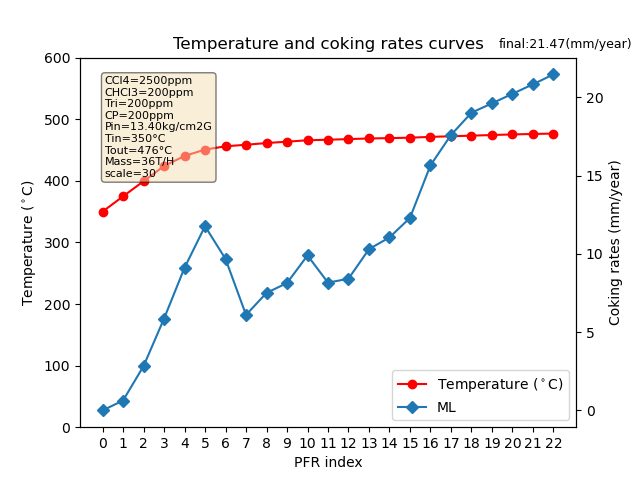 Temperature and coking rates curves
final:21.47(mm/year)
CCl4=2500ppm
CHCl3=200ppm
Tri=200ppm
CP=200ppm
Pin=13.40kg/cm2G
Tin=350°C
Tout=476°C
Mass=36T/H
scale=30
600
500
400
300
200
100
0
Temperature (°C)
20
15
10
5
0
Coking rates (mm/year)
Temperature (°C)
ML
0 1 2 3 4 5 6 7 8 9 10 11 12 13 14 15 16 17 18 19 20 21 22
PFR index